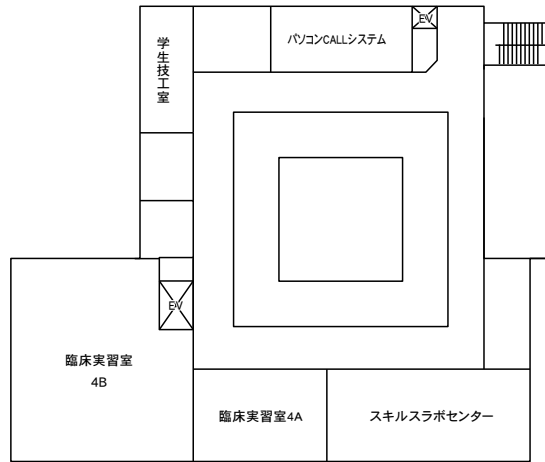 EV
パソコンCALLシステム
学生技工室
EV
臨床実習室
4B
臨床実習室4A
スキルスラボセンター